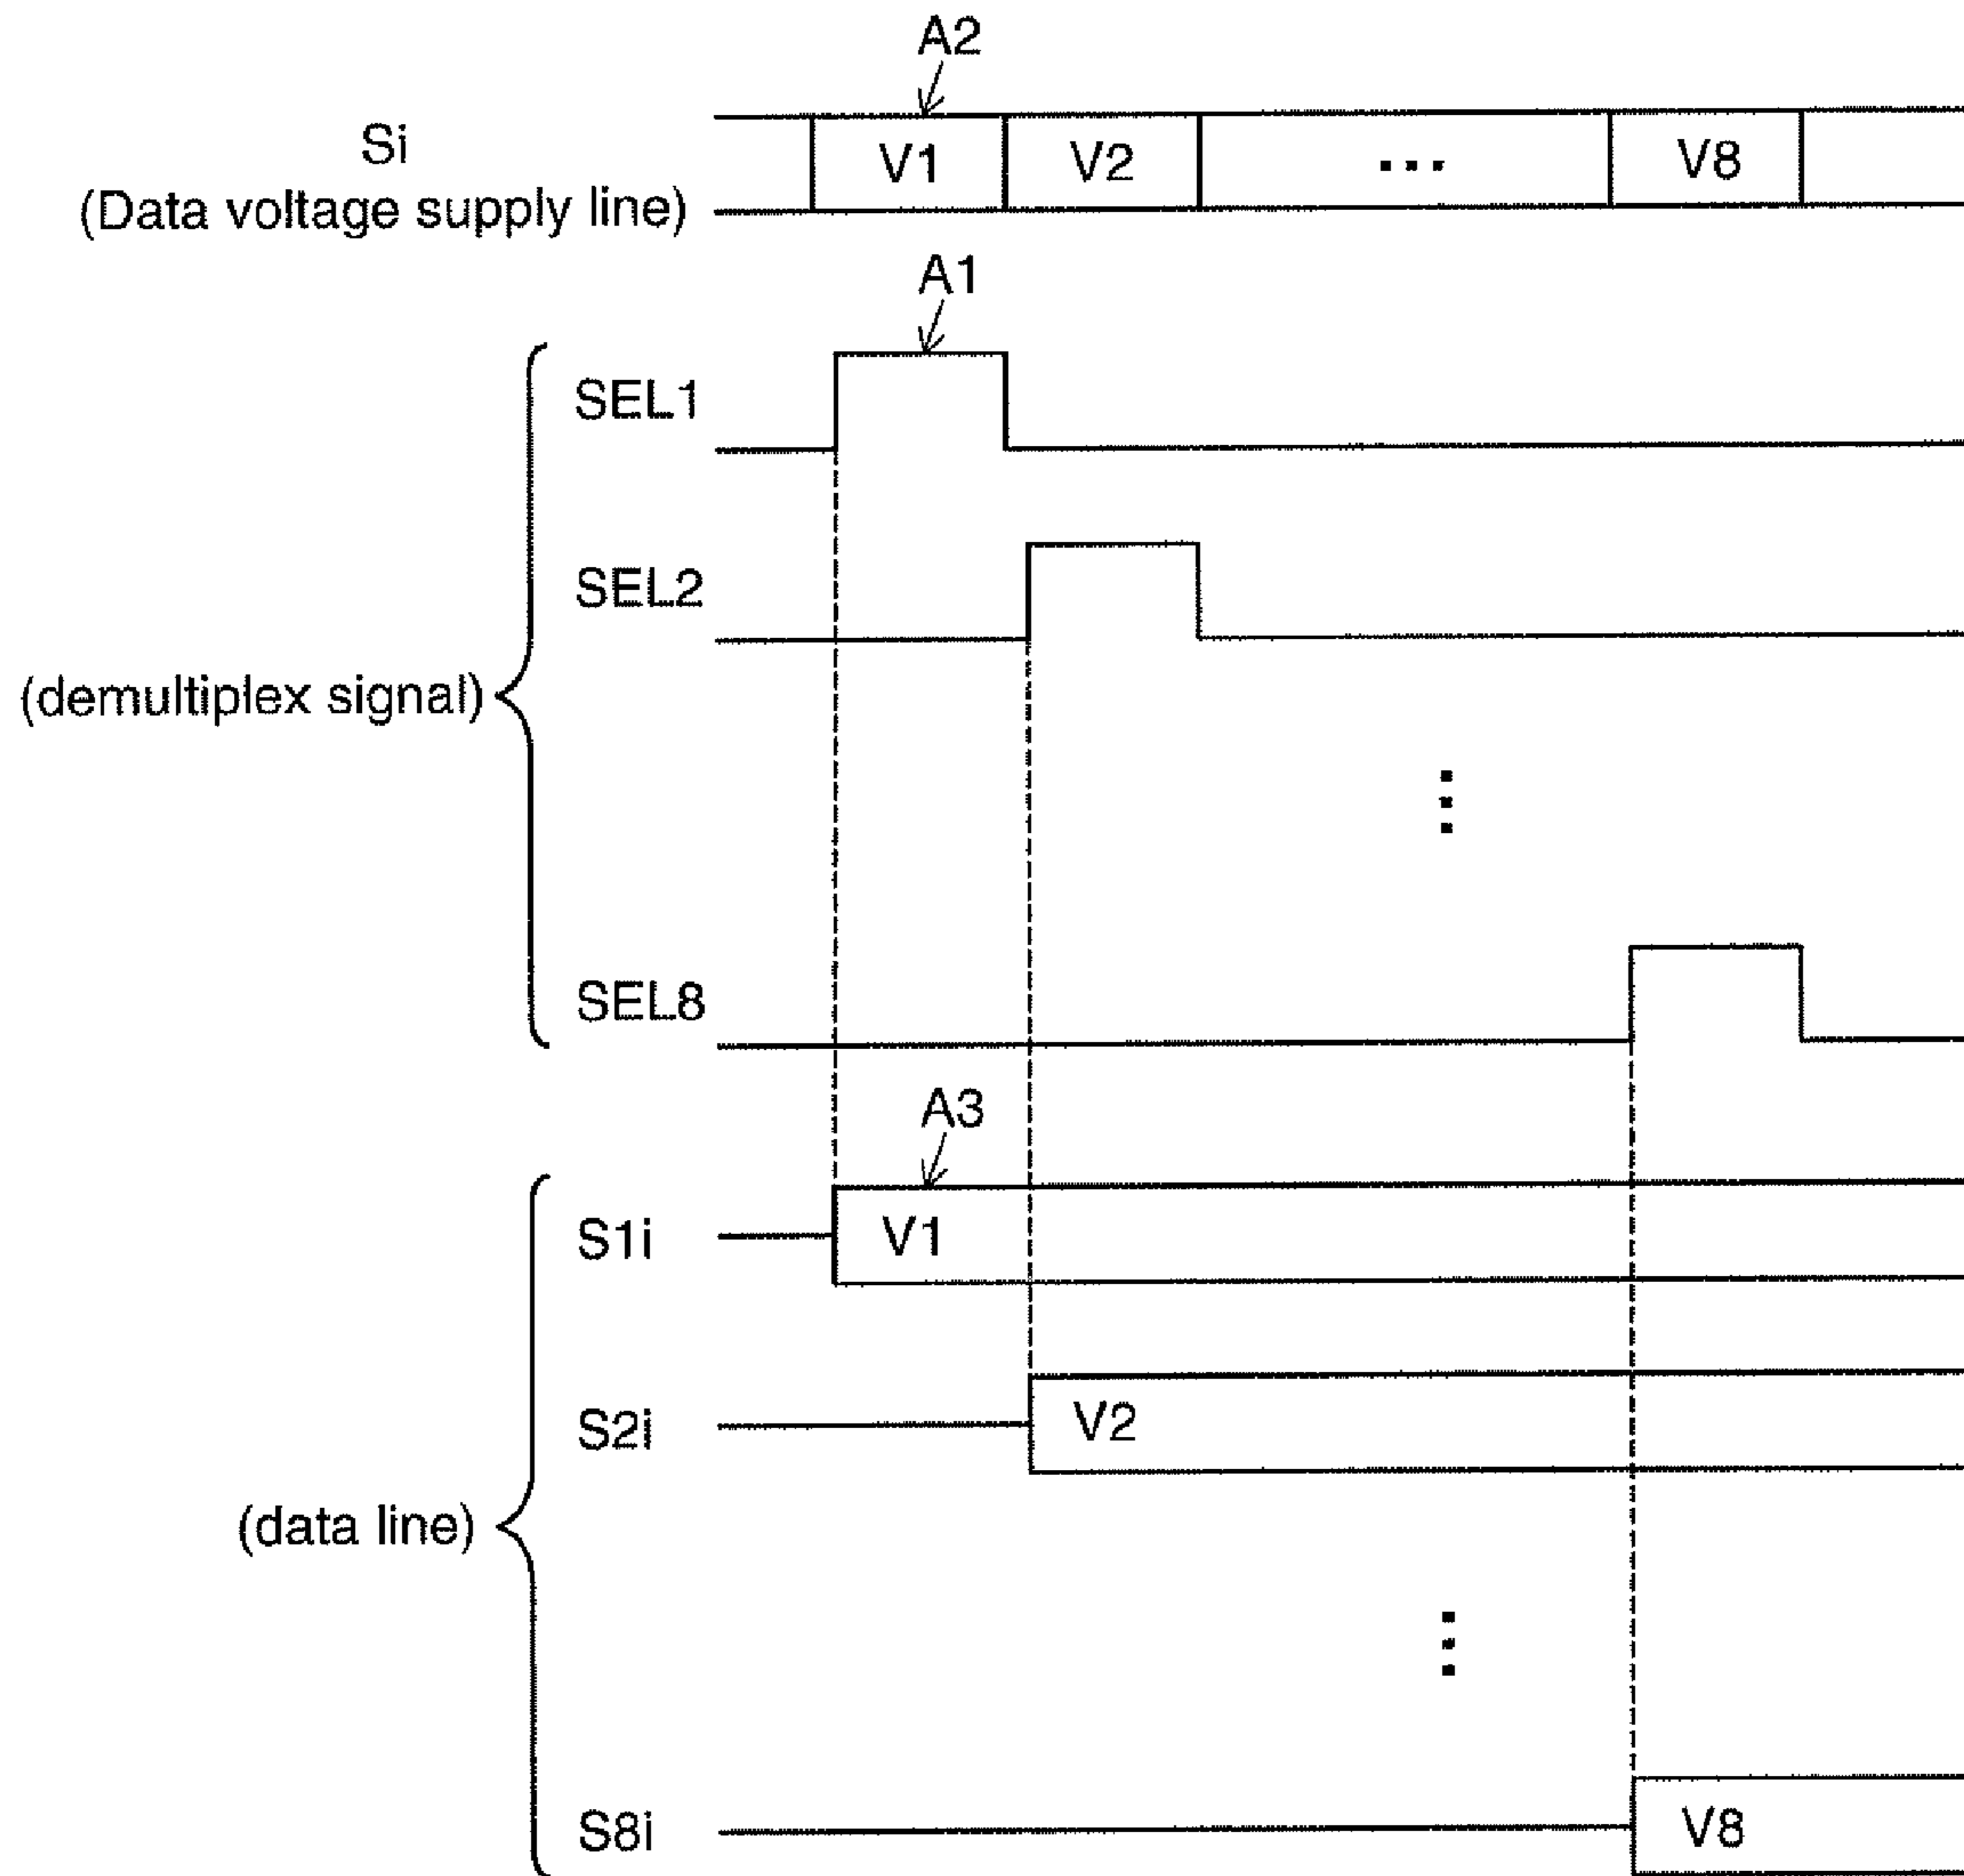 A2
Si
(Data voltage supply line)
V1 V2 ... V8
A1
SEL1
SEL2
(demultiplex signal)
SEL8
A3
S1i V1
S2i V2
(data line)
S8i V8